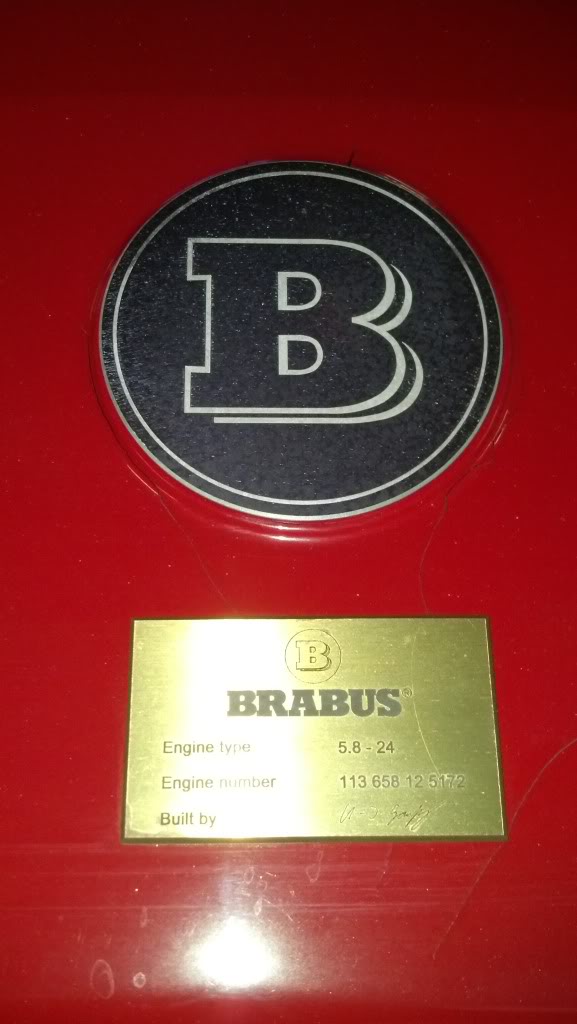 B
B
BRABUS®
Engine type 5.8 - 24
Engine number 113 658 12 5172
Built by